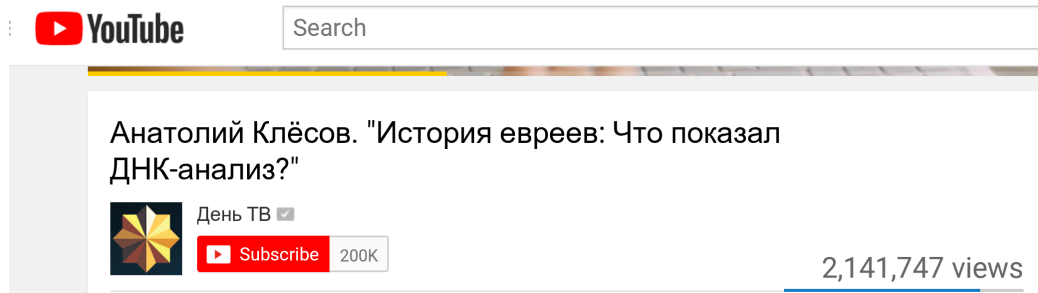 YouTube
Search
Анатолий Клёсов. "История евреев: Что показал
ДНК-анализ?"
День ТВ
Subscribe 200K
2,141,747 views